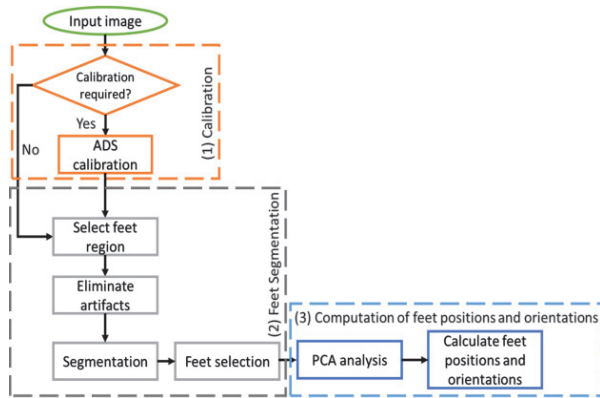 Input image
Calibration
required?
(1) Calibration
Yes
No
ADS
calibration
Select feet
region
Eliminate
artifacts
(2) Feet Segmentation
Segmentation
Feet selection
(3) Computation of feet positions and orientations
PCA analysis
Calculate feet
positions and
orientations